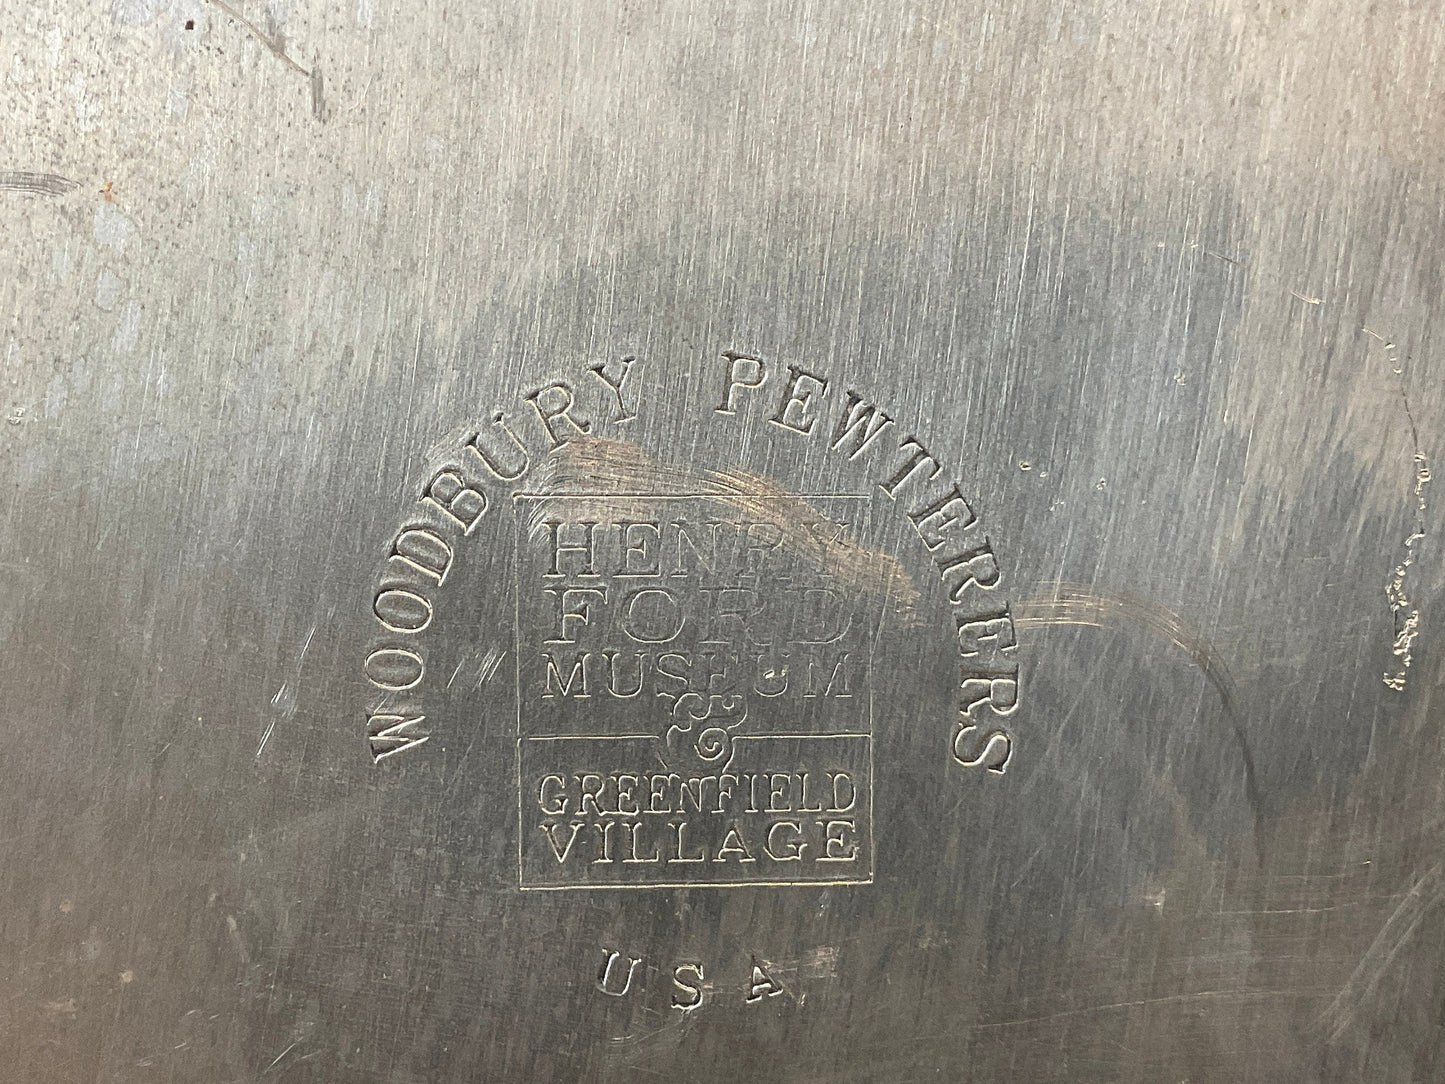 WOODBURY PEWTERERS
HENRY
FORD
MUSEUM
&
GREENFIELD
VILLAGE
USA